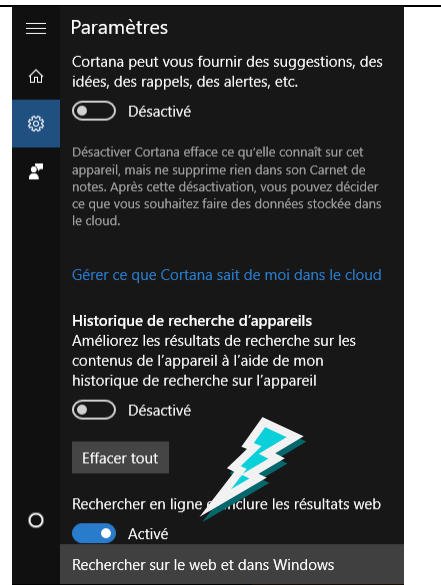 Paramètres
Cortana peut vous fournir des suggestions, des
idées, des rappels, des alertes, etc.
Désactivé
Désactiver Cortana efface ce qu'elle connaît sur cet
appareil, mais ne supprime rien dans son Carnet de
notes. Après cette désactivation, vous pouvez décider
ce que vous souhaitez faire des données stockée dans
le cloud.
Gérer ce que Cortana sait de moi dans le cloud
Historique de recherche d'appareils
Améliorez les résultats de recherche sur les
contenus de l'appareil à l'aide de mon
historique de recherche sur l'appareil
Désactivé
Effacer tout
Rechercher en ligne les résultats web
Activé
Rechercher sur le web et dans Windows